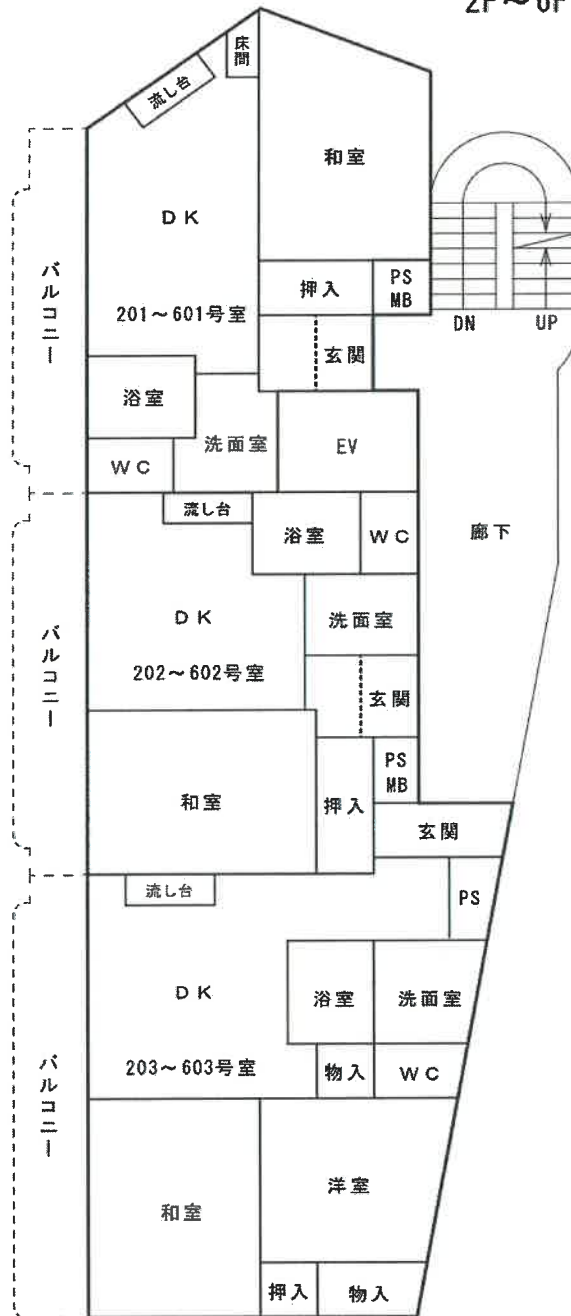 2F～6F
床間
流し台
和室
DK
バルコニー
押入
PS
MB
201～601号室
玄関
DN
UP
浴室
洗面室
EV
WC
流し台
浴室
WC
廊下
DK
洗面室
バルコニー
202～602号室
玄関
PS
MB
和室
押入
玄関
流し台
PS
DK
浴室
洗面室
203～603号室
物入
WC
バルコニー
和室
洋室
押入
物入